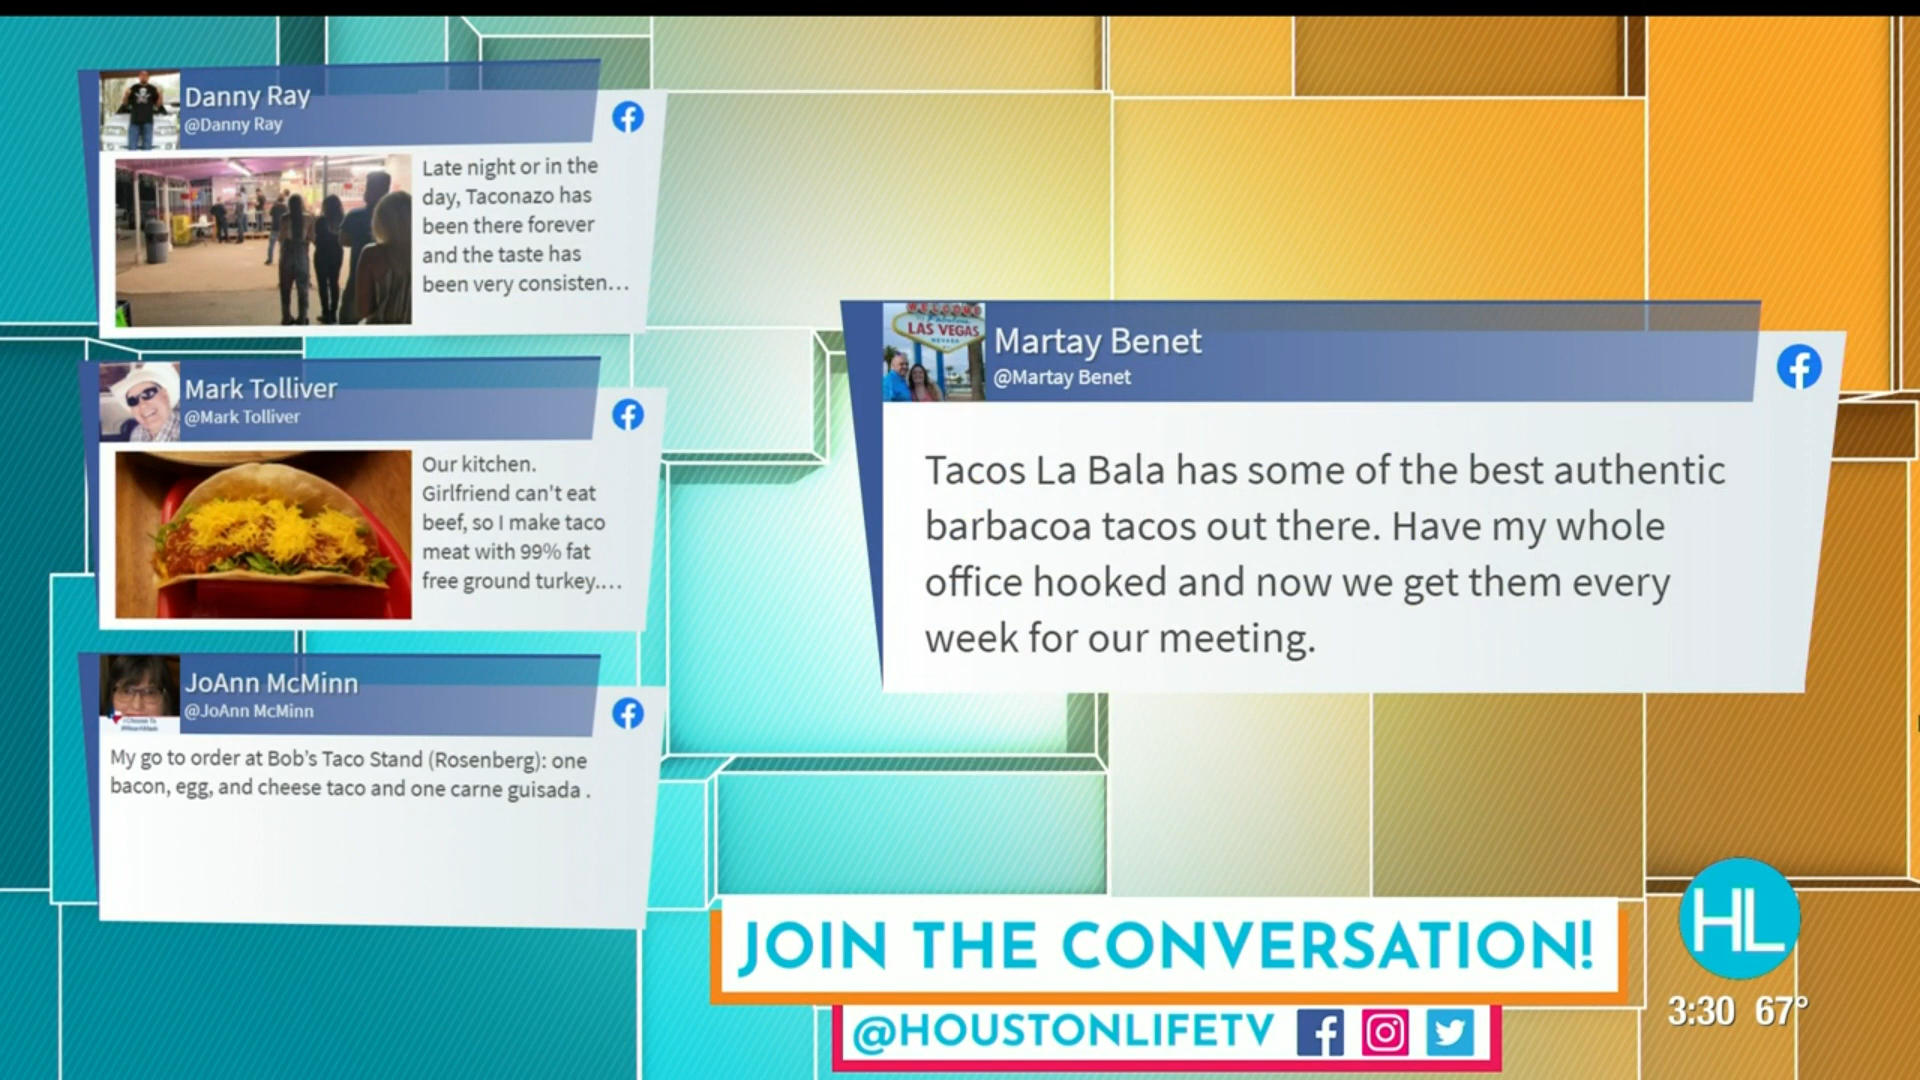 Danny Ray
@Danny Ray
Late night or in the
day, Taconazo has
been there forever
and the taste has
been very consisten…
Mark Tolliver
@Mark Tolliver
Our kitchen.
Girlfriend can't eat
beef, so I make taco
meat with 99% fat
free ground turkey.…
JoAnn McMinn
@JoAnn McMinn
My go to order at Bob's Taco Stand (Rosenberg): one
bacon, egg, and cheese taco and one carne guisada .
WELCOME
LAS VEGAS
NEVADA
Martay Benet
@Martay Benet
Tacos La Bala has some of the best authentic
barbacoa tacos out there. Have my whole
office hooked and now we get them every
week for our meeting.
JOIN THE CONVERSATION!
@HOUSTONLIFETV
HL
3:30 67°